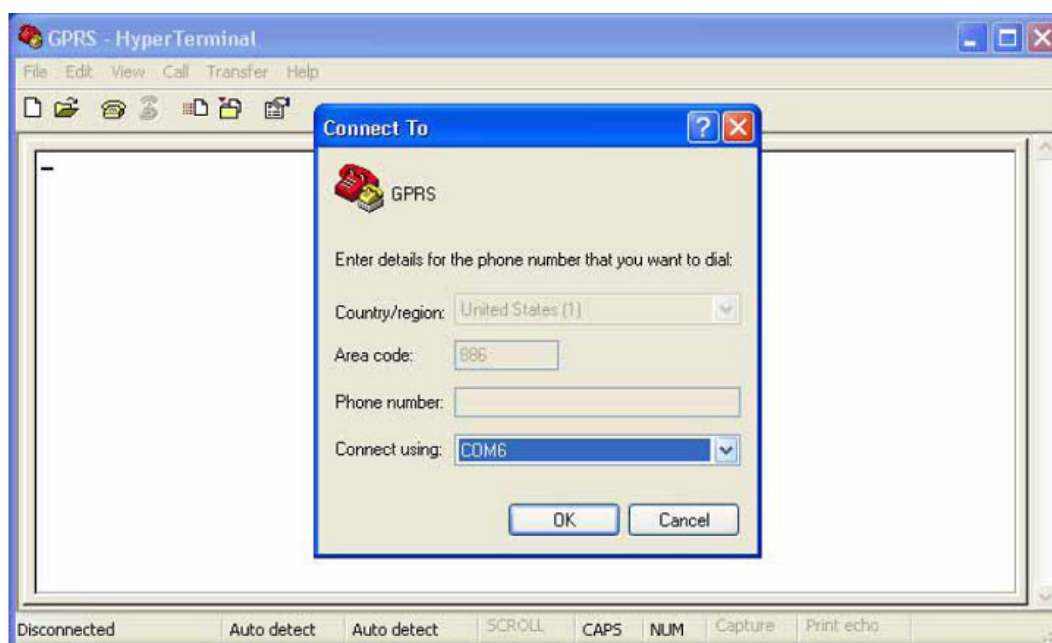 GPRS - HyperTerminal
File Edit View Call Transfer Help
Connect To
GPRS
Enter details for the phone number that you want to dial:
Country/region: United States (1)
Area code: 886
Phone number:
Connect using: COM6
OK Cancel
Disconnected Auto detect Auto detect SCROLL CAPS NUM Capture Print echo